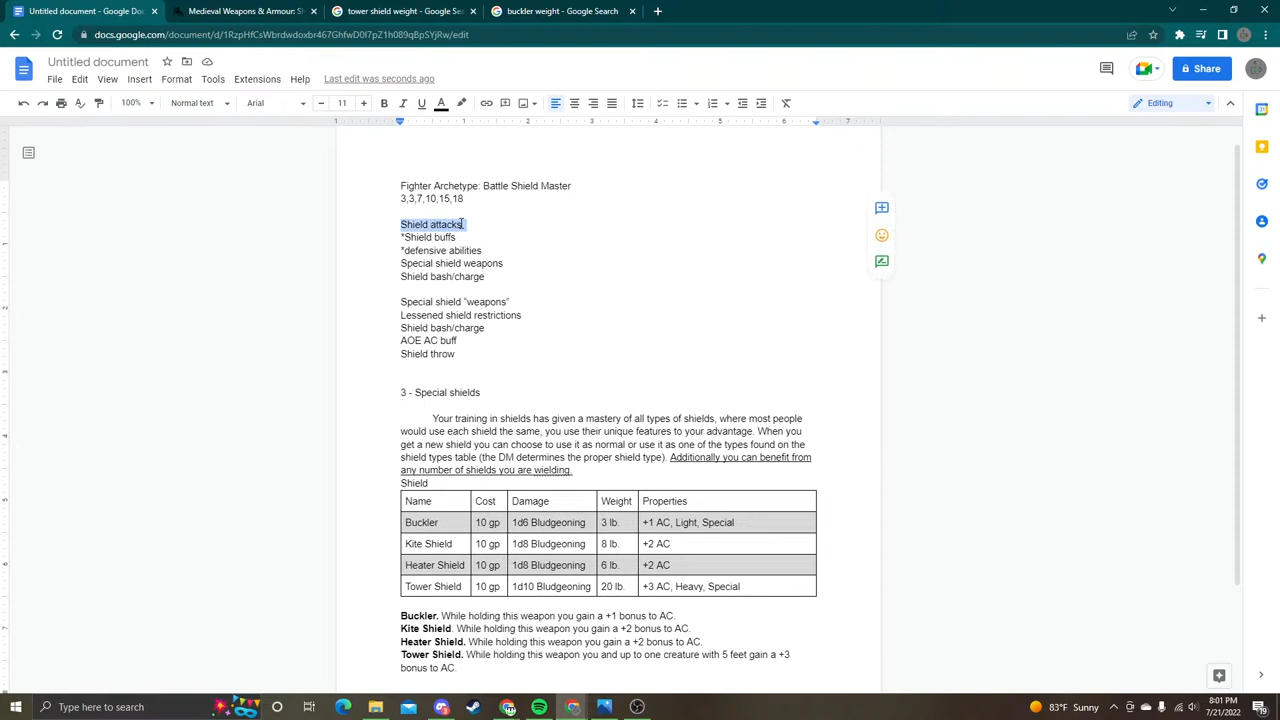 Untitled document - Google Doc
Medieval Weapons & Armour: Sh
tower shield weight - Google Sear
buckler weight - Google Search
docs.google.com/document/d/1RzpHfCsWbrdwdoxbr467GhfwD0l7pZ1h089qBpSYjRw/edit
Untitled document
File Edit View Insert Format Tools Extensions Help Last edit was seconds ago
Share
100% Normal text Arial 11 Editing
1 1 2 3 4 5 6 7
Fighter Archetype: Battle Shield Master
3,3,7,10,15,18
Shield attacks
*Shield buffs
*defensive abilities
Special shield weapons
Shield bash/charge
Special shield "weapons"
Lessened shield restrictions
Shield bash/charge
AOE AC buff
Shield throw
3 - Special shields
Your training in shields has given a mastery of all types of shields, where most people
would use each shield the same, you use their unique features to your advantage. When you
get a new shield you can choose to use it as normal or use it as one of the types found on the
shield types table (the DM determines the proper shield type). Additionally you can benefit from
any number of shields you are wielding.
Shield
Name Cost Damage Weight Properties
Buckler 10 gp 1d6 Bludgeoning 3 lb. +1 AC, Light, Special
Kite Shield 10 gp 1d8 Bludgeoning 8 lb. +2 AC
Heater Shield 10 gp 1d8 Bludgeoning 6 lb. +2 AC
Tower Shield 10 gp 1d10 Bludgeoning 20 lb. +3 AC, Heavy, Special
Buckler. While holding this weapon you gain a +1 bonus to AC.
Kite Shield. While holding this weapon you gain a +2 bonus to AC.
Heater Shield. While holding this weapon you gain a +2 bonus to AC.
Tower Shield. While holding this weapon you and up to one creature with 5 feet gain a +3
bonus to AC.
Type here to search
83°F Sunny
8:01 PM
7/21/2022